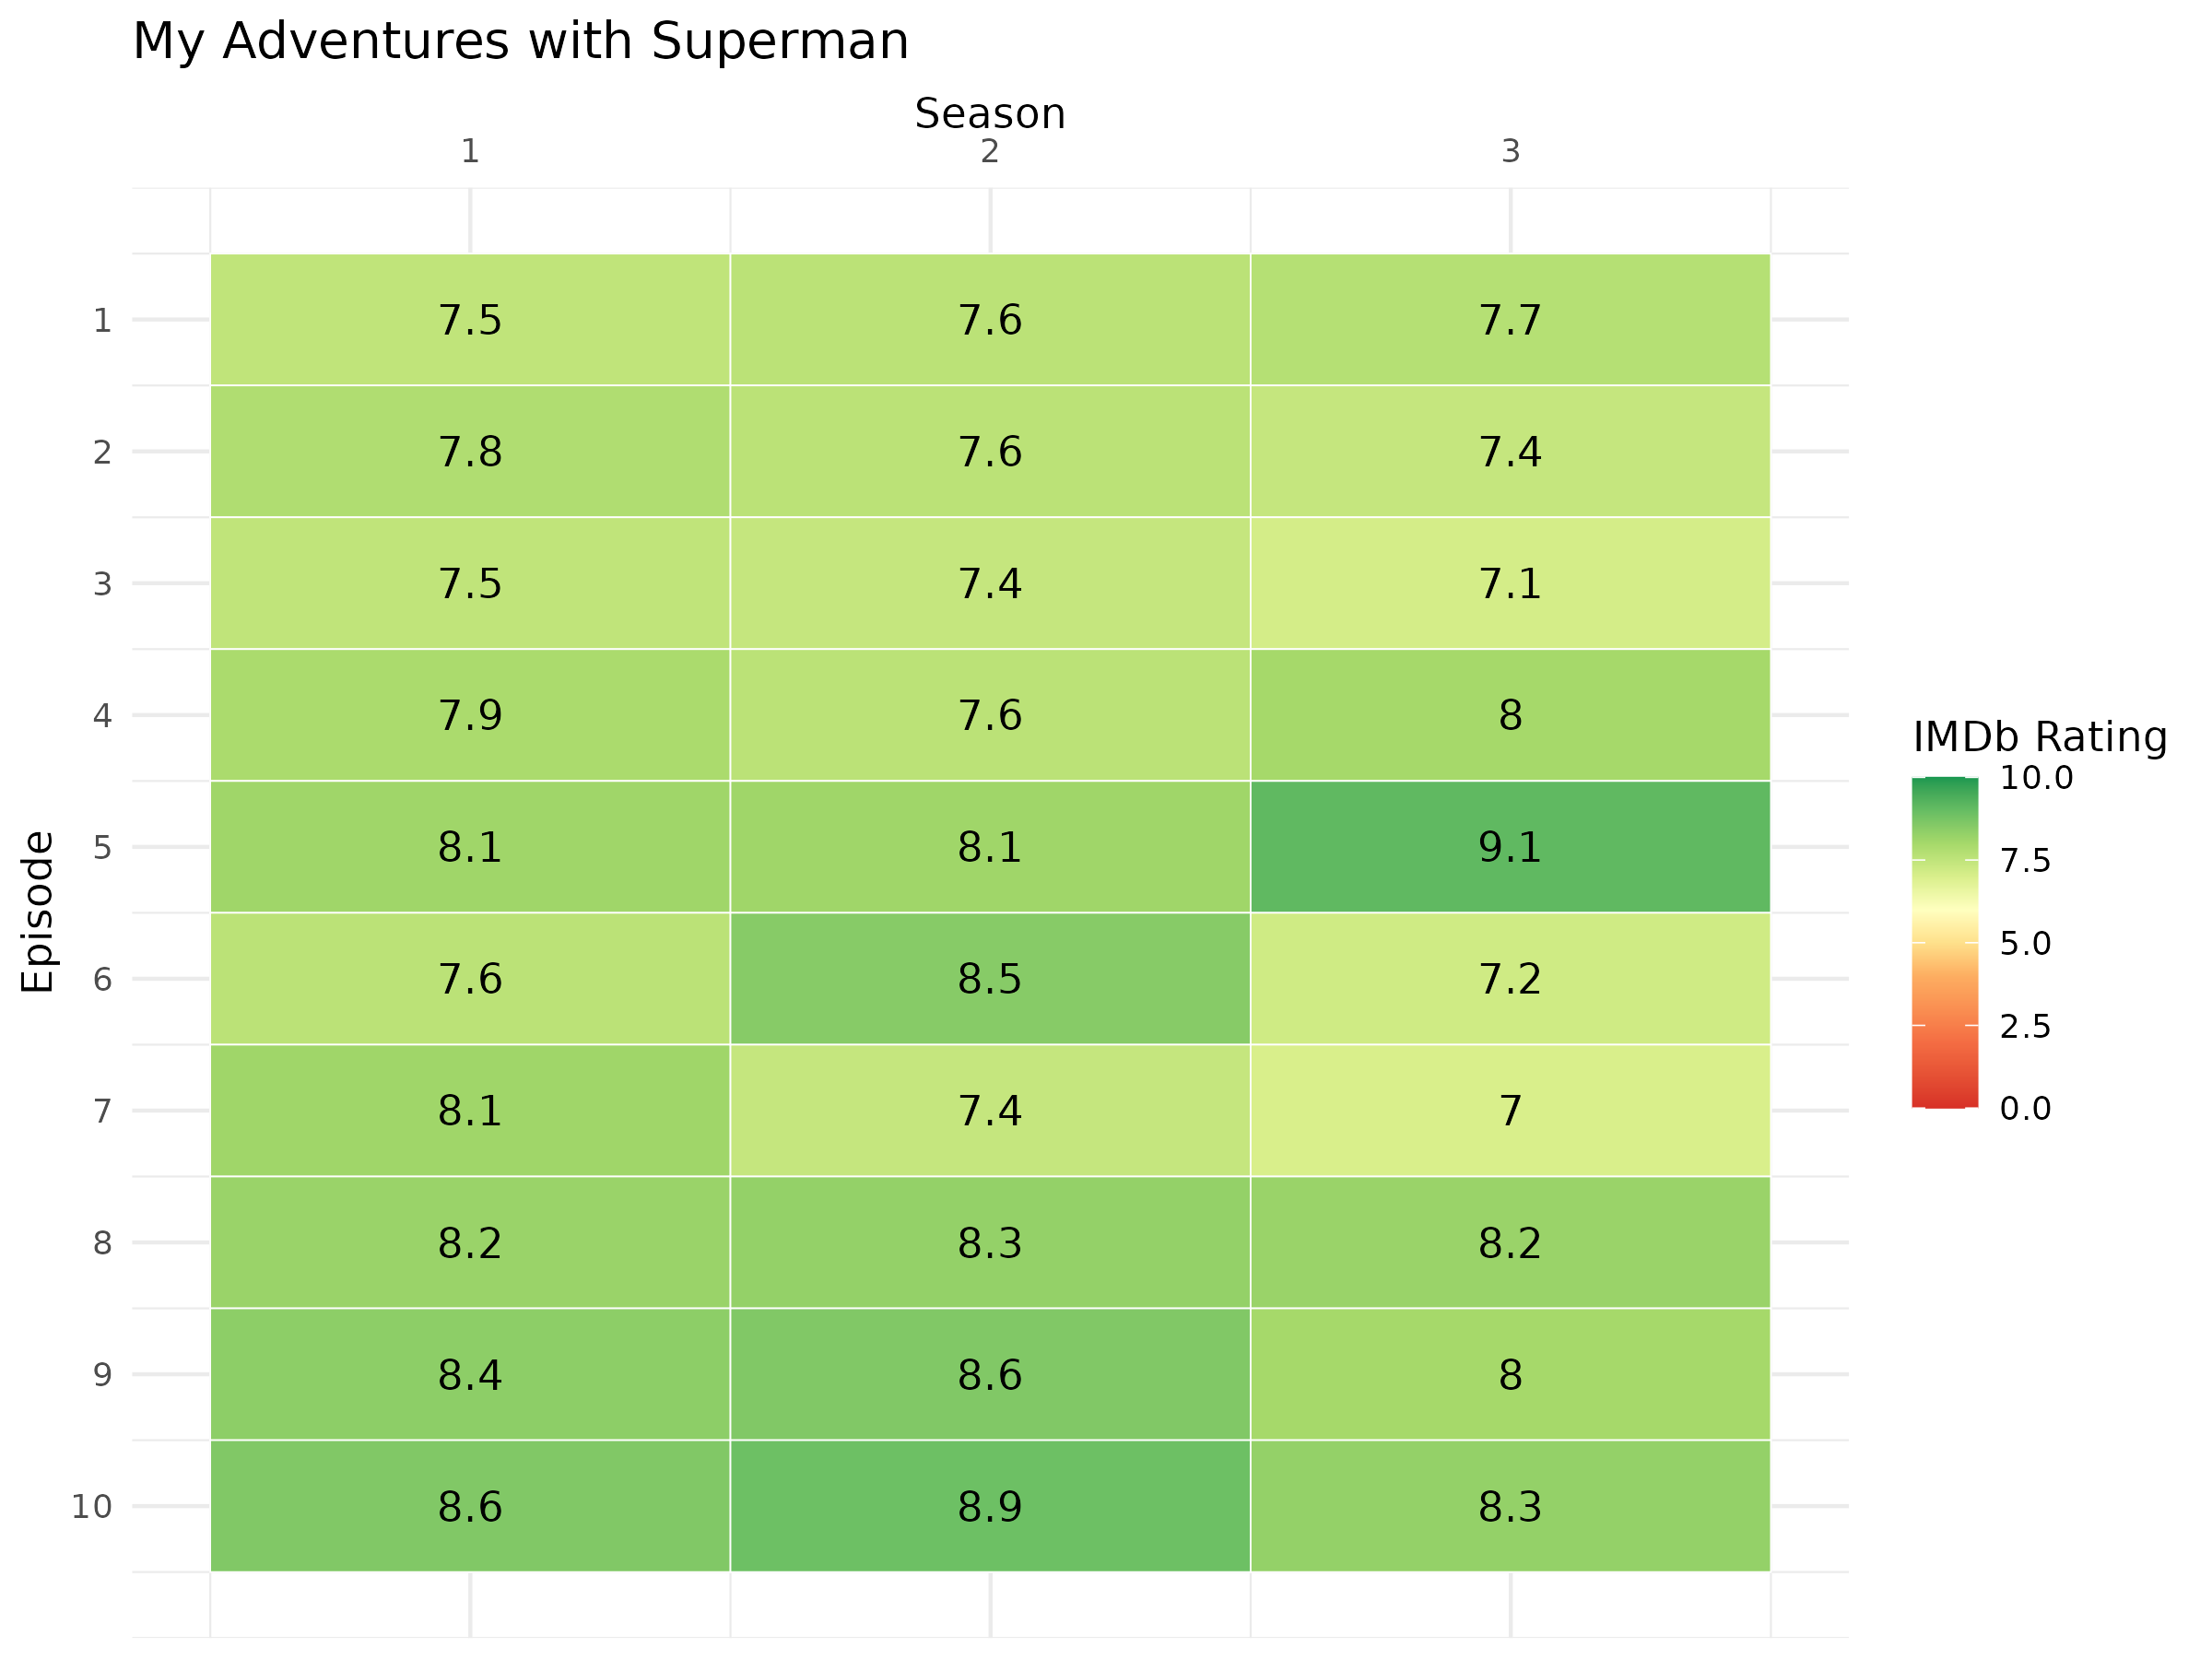 My Adventures with Superman
Season
1 2 3
1 7.5 7.6 7.7
2 7.8 7.6 7.4
3 7.5 7.4 7.1
4 7.9 7.6 8
5 8.1 8.1 9.1
6 7.6 8.5 7.2
7 8.1 7.4 7
8 8.2 8.3 8.2
9 8.4 8.6 8
10 8.6 8.9 8.3
Episode
IMDb Rating
10.0
7.5
5.0
2.5
0.0